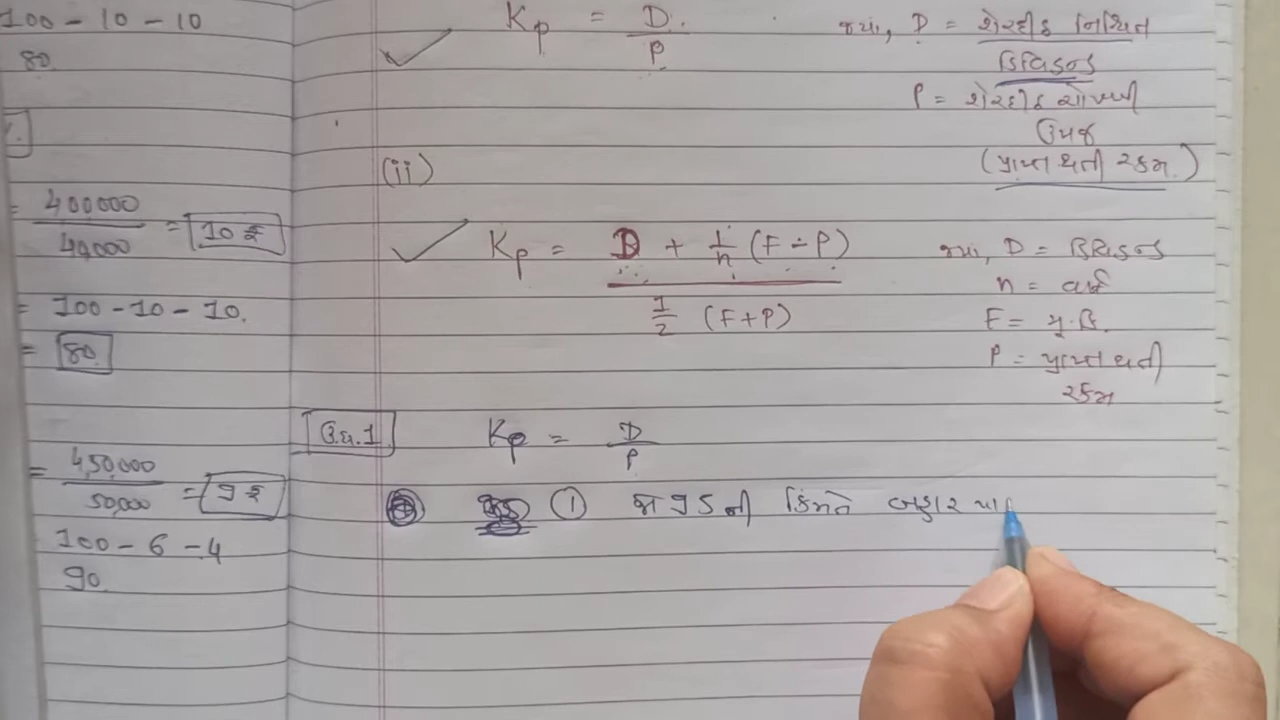 100 - 10 - 10
80
400000
40,000
= 10 ₹
= 100 - 10 - 10.
= 80
= 4,50,000
50,000
= 9 ₹
100 - 6 - 4
90
Kp = D
P
જ્યાં, D = શેરદીઠ નિશ્ચિત
ડિવિડન્ડ
P = શેરદીઠ ચોખ્ખી
ઉપજ
(પ્રાપ્ત થતી રકમ.)
(ii)
Kp = D + 1/n (F - P)
1/2 (F + P)
જ્યાં, D = ડિવિડન્ડ
n = વર્ષ
F = મૂ.કિ.
P = પ્રાપ્ત થતી
રકમ
ઉ.દા.1 Kp = D
P
① જો 95 ની કિંમતે બહાર પા